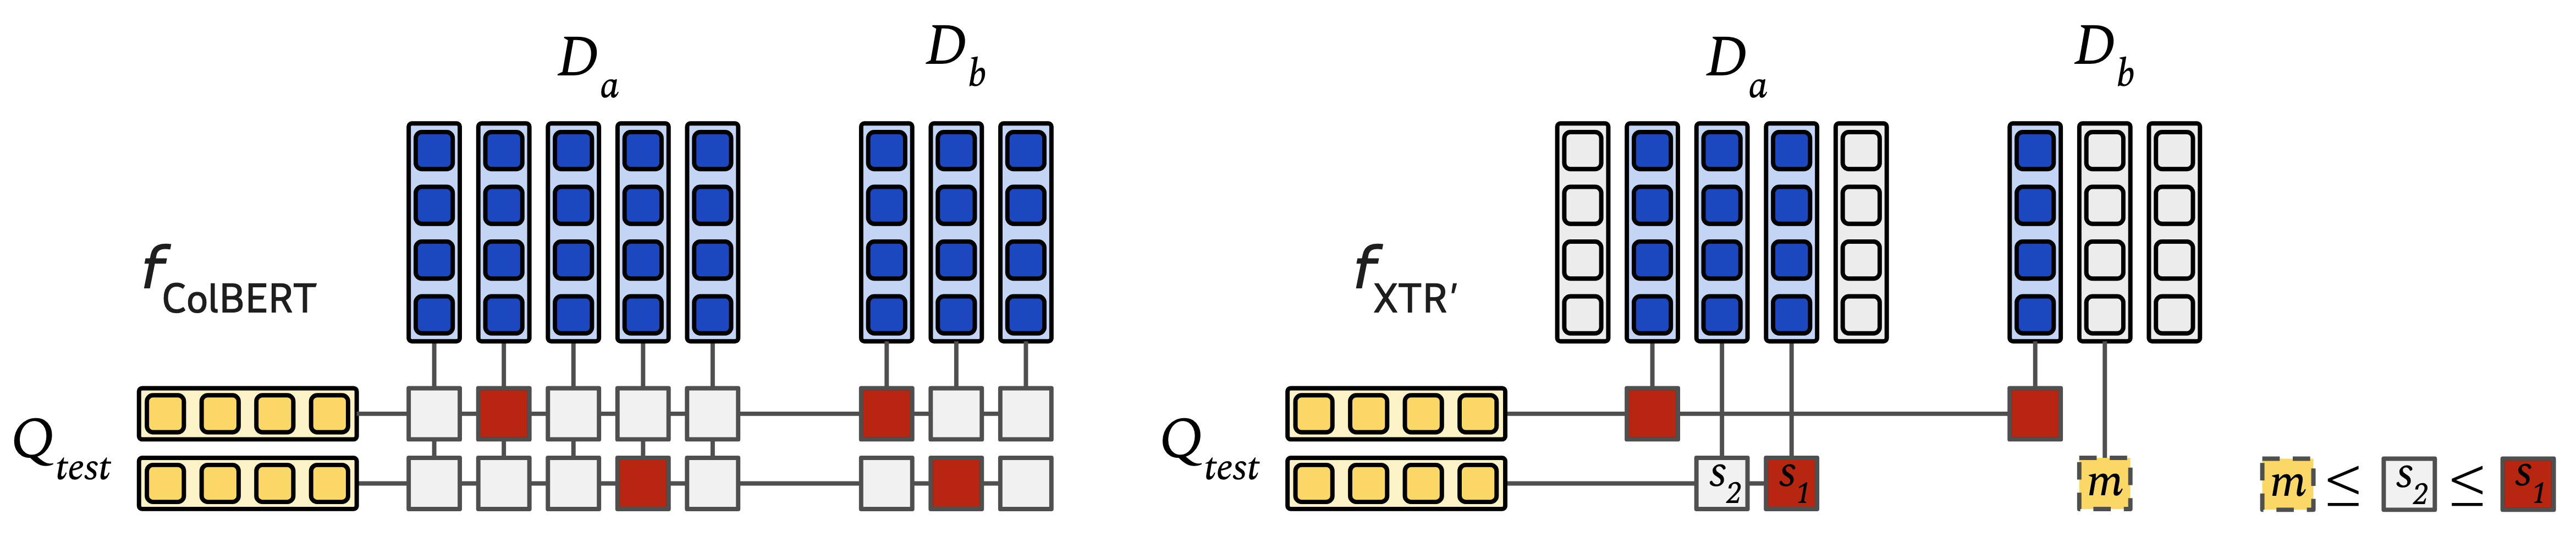 D_a
D_b
f_ColBERT
Q_test
D_a
D_b
f_XTR′
Q_test
s_2
s_1
m
m ≤ s_2 ≤ s_1